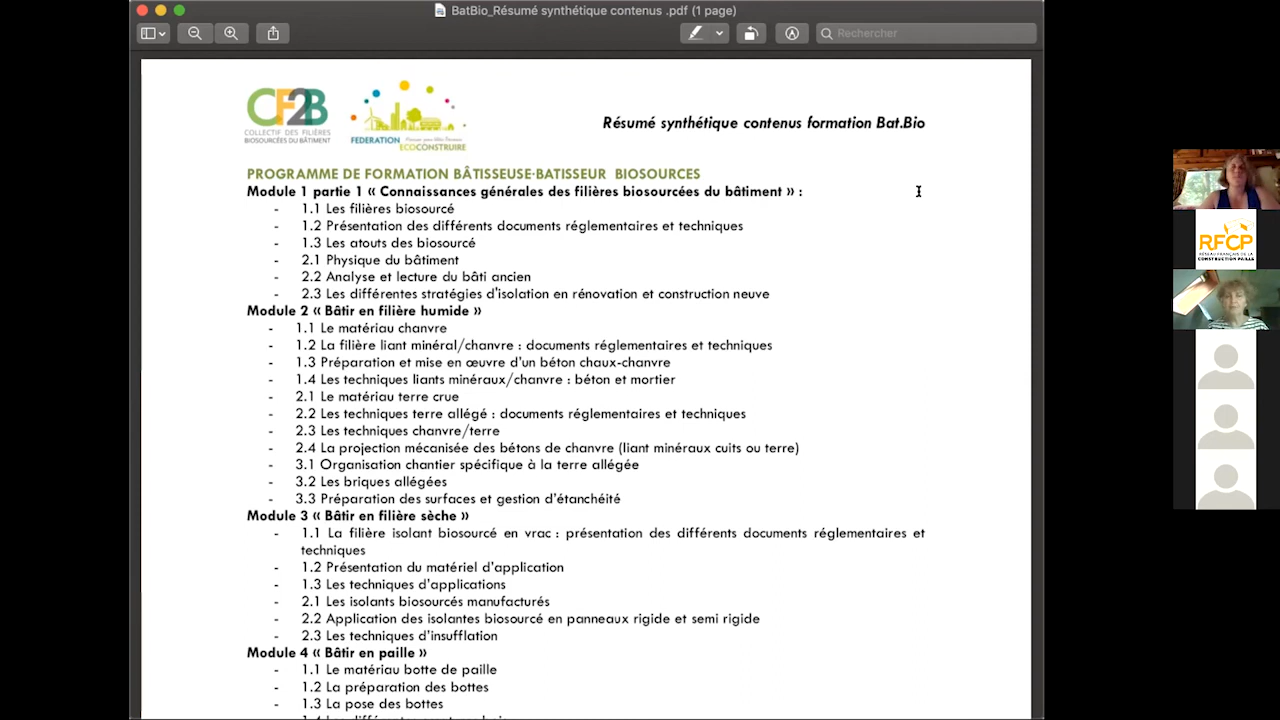 BatBio_Résumé synthétique contenus .pdf (1 page)
Rechercher
CF2B
COLLECTIF DES FILIÈRES
BIOSOURCÉES DU BÂTIMENT
FEDERATION
ECOCONSTRUIRE
Résumé synthétique contenus formation Bat.Bio
PROGRAMME DE FORMATION BÂTISSEUSE·BATISSEUR BIOSOURCES
Module 1 partie 1 « Connaissances générales des filières biosourcées du bâtiment » :
- 1.1 Les filières biosourcé
- 1.2 Présentation des différents documents réglementaires et techniques
- 1.3 Les atouts des biosourcé
- 2.1 Physique du bâtiment
- 2.2 Analyse et lecture du bâti ancien
- 2.3 Les différentes stratégies d'isolation en rénovation et construction neuve
Module 2 « Bâtir en filière humide »
- 1.1 Le matériau chanvre
- 1.2 La filière liant minéral/chanvre : documents réglementaires et techniques
- 1.3 Préparation et mise en œuvre d'un béton chaux-chanvre
- 1.4 Les techniques liants minéraux/chanvre : béton et mortier
- 2.1 Le matériau terre crue
- 2.2 Les techniques terre allégé : documents réglementaires et techniques
- 2.3 Les techniques chanvre/terre
- 2.4 La projection mécanisée des bétons de chanvre (liant minéraux cuits ou terre)
- 3.1 Organisation chantier spécifique à la terre allégée
- 3.2 Les briques allégées
- 3.3 Préparation des surfaces et gestion d'étanchéité
Module 3 « Bâtir en filière sèche »
- 1.1 La filière isolant biosourcé en vrac : présentation des différents documents réglementaires et
techniques
- 1.2 Présentation du matériel d'application
- 1.3 Les techniques d'applications
- 2.1 Les isolants biosourcés manufacturés
- 2.2 Application des isolantes biosourcé en panneaux rigide et semi rigide
- 2.3 Les techniques d'insufflation
Module 4 « Bâtir en paille »
- 1.1 Le matériau botte de paille
- 1.2 La préparation des bottes
- 1.3 La pose des bottes
RFCP
RÉSEAU FRANÇAIS DE LA
CONSTRUCTION PAILLE